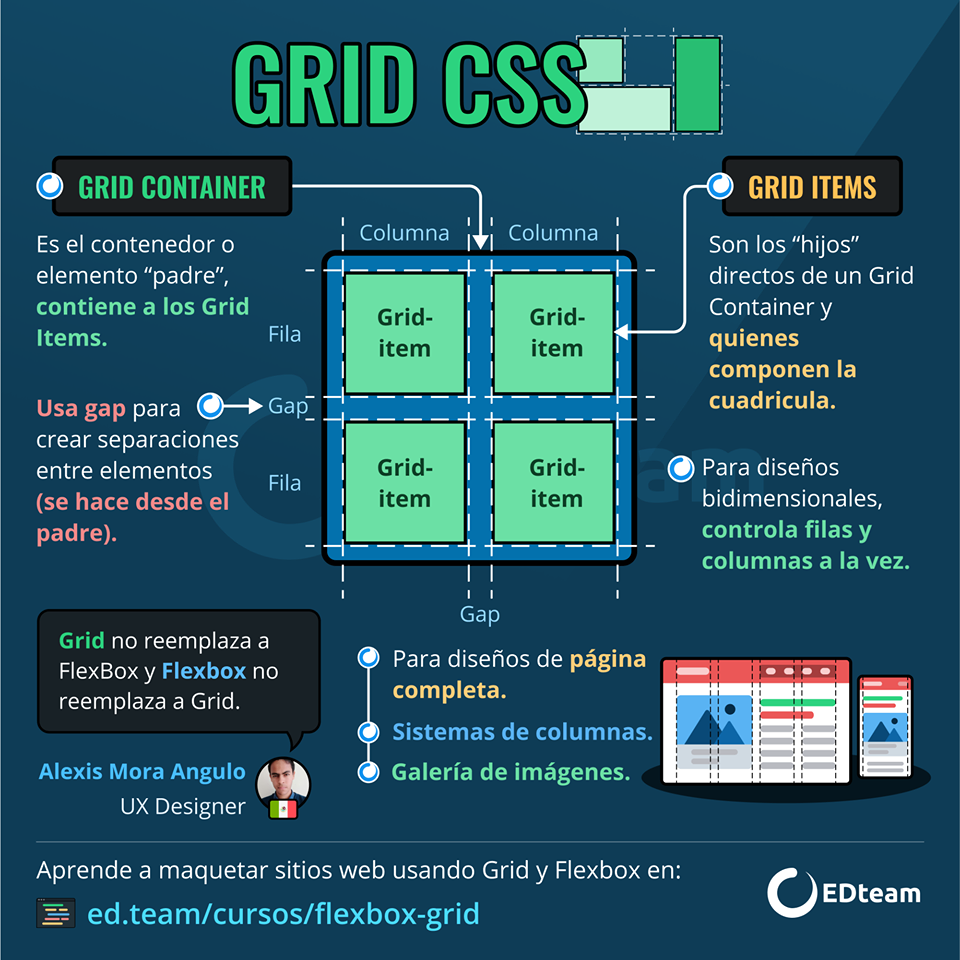 GRID CSS
GRID CONTAINER
Es el contenedor o
elemento “padre”,
contiene a los Grid
Items.
Usa gap para
crear separaciones
entre elementos
(se hace desde el
padre).
Columna
Columna
Fila
Gap
Fila
Grid-
item
Grid-
item
Grid-
item
Grid-
item
Gap
GRID ITEMS
Son los “hijos”
directos de un Grid
Container y
quienes
componen la
cuadricula.
Para diseños
bidimensionales,
controla filas y
columnas a la vez.
Grid no reemplaza a
FlexBox y Flexbox no
reemplaza a Grid.
Alexis Mora Angulo
UX Designer
Para diseños de página
completa.
Sistemas de columnas.
Galería de imágenes.
Aprende a maquetar sitios web usando Grid y Flexbox en:
ed.team/cursos/flexbox-grid
EDteam